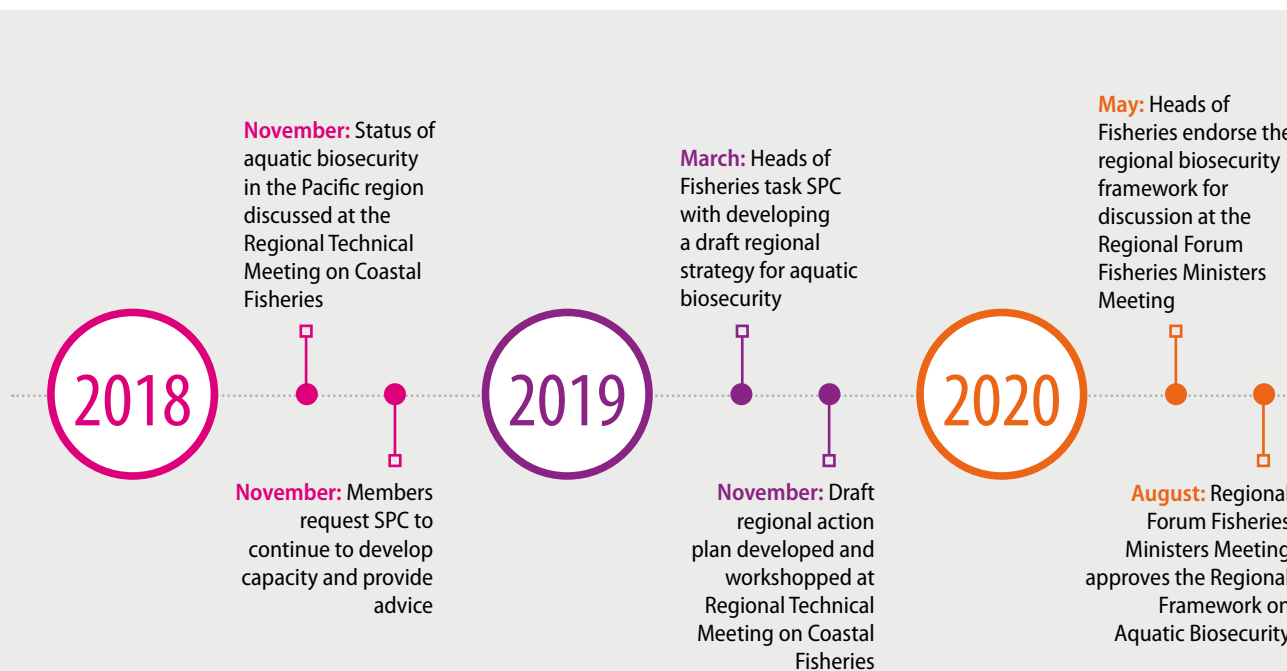 2018
November: Status of
aquatic biosecurity
in the Pacific region
discussed at the
Regional Technical
Meeting on Coastal
Fisheries
November: Members
request SPC to
continue to develop
capacity and provide
advice
2019
March: Heads of
Fisheries task SPC
with developing
a draft regional
strategy for aquatic
biosecurity
November: Draft
regional action
plan developed and
workshopped at
Regional Technical
Meeting on Coastal
Fisheries
2020
May: Heads of
Fisheries endorse the
regional biosecurity
framework for
discussion at the
Regional Forum
Fisheries Ministers
Meeting
August: Regional
Forum Fisheries
Ministers Meeting
approves the Regional
Framework on
Aquatic Biosecurity